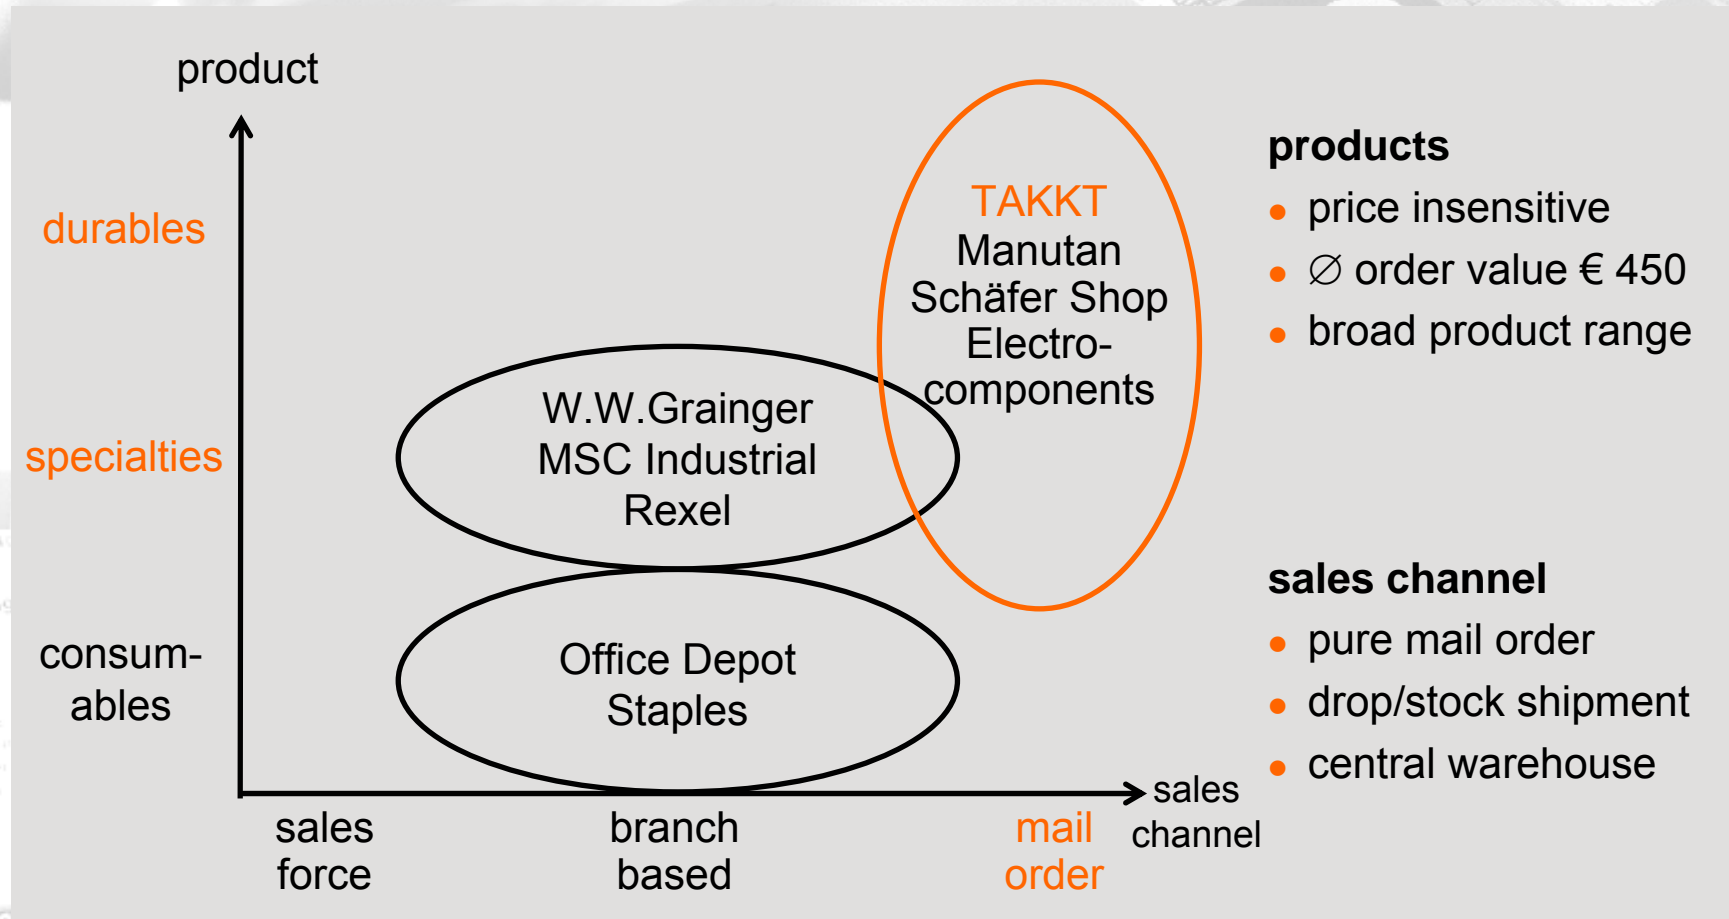 product
durables
specialties
consum-
ables
TAKKT
Manutan
Schäfer Shop
Electro-
components
W.W.Grainger
MSC Industrial
Rexel
Office Depot
Staples
sales
force
branch
based
mail
order
sales
channel
products
• price insensitive
• ∅ order value € 450
• broad product range
sales channel
• pure mail order
• drop/stock shipment
• central warehouse